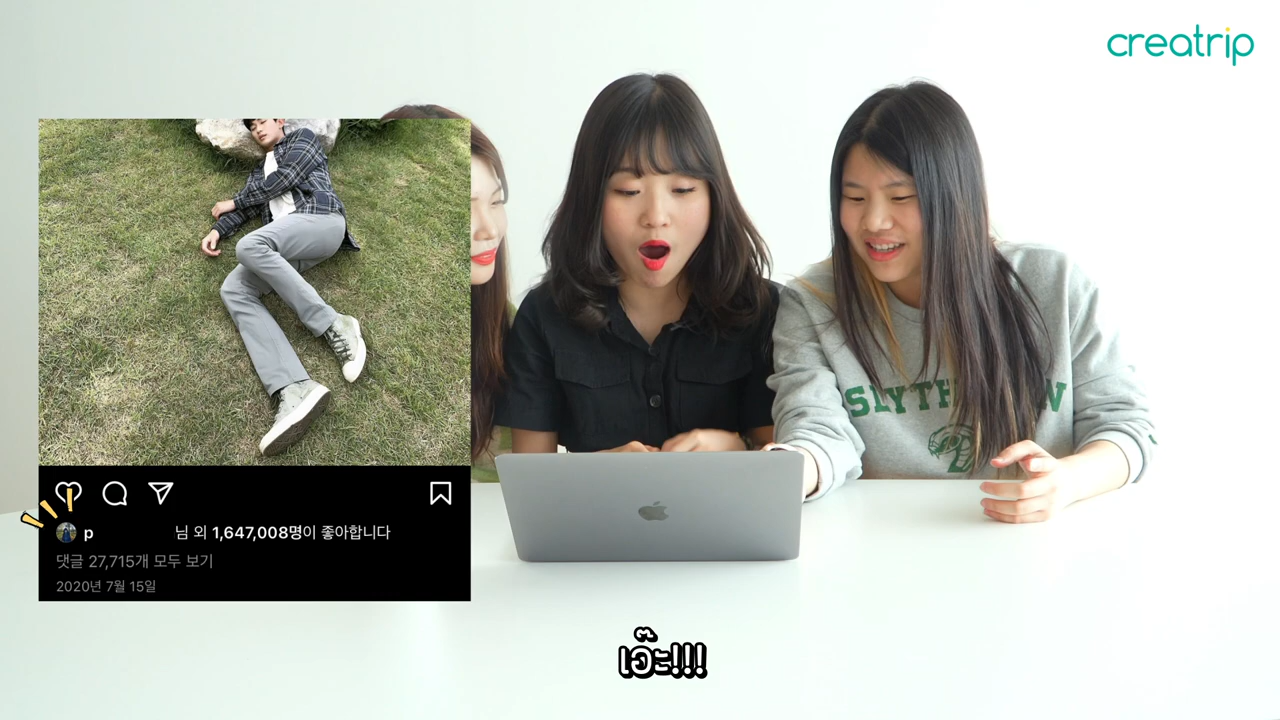 creatrip
SLYTH W
p 님 외 1,647,008명이 좋아합니다
댓글 27,715개 모두 보기
2020년 7월 15일
เอ๊ะ!!!